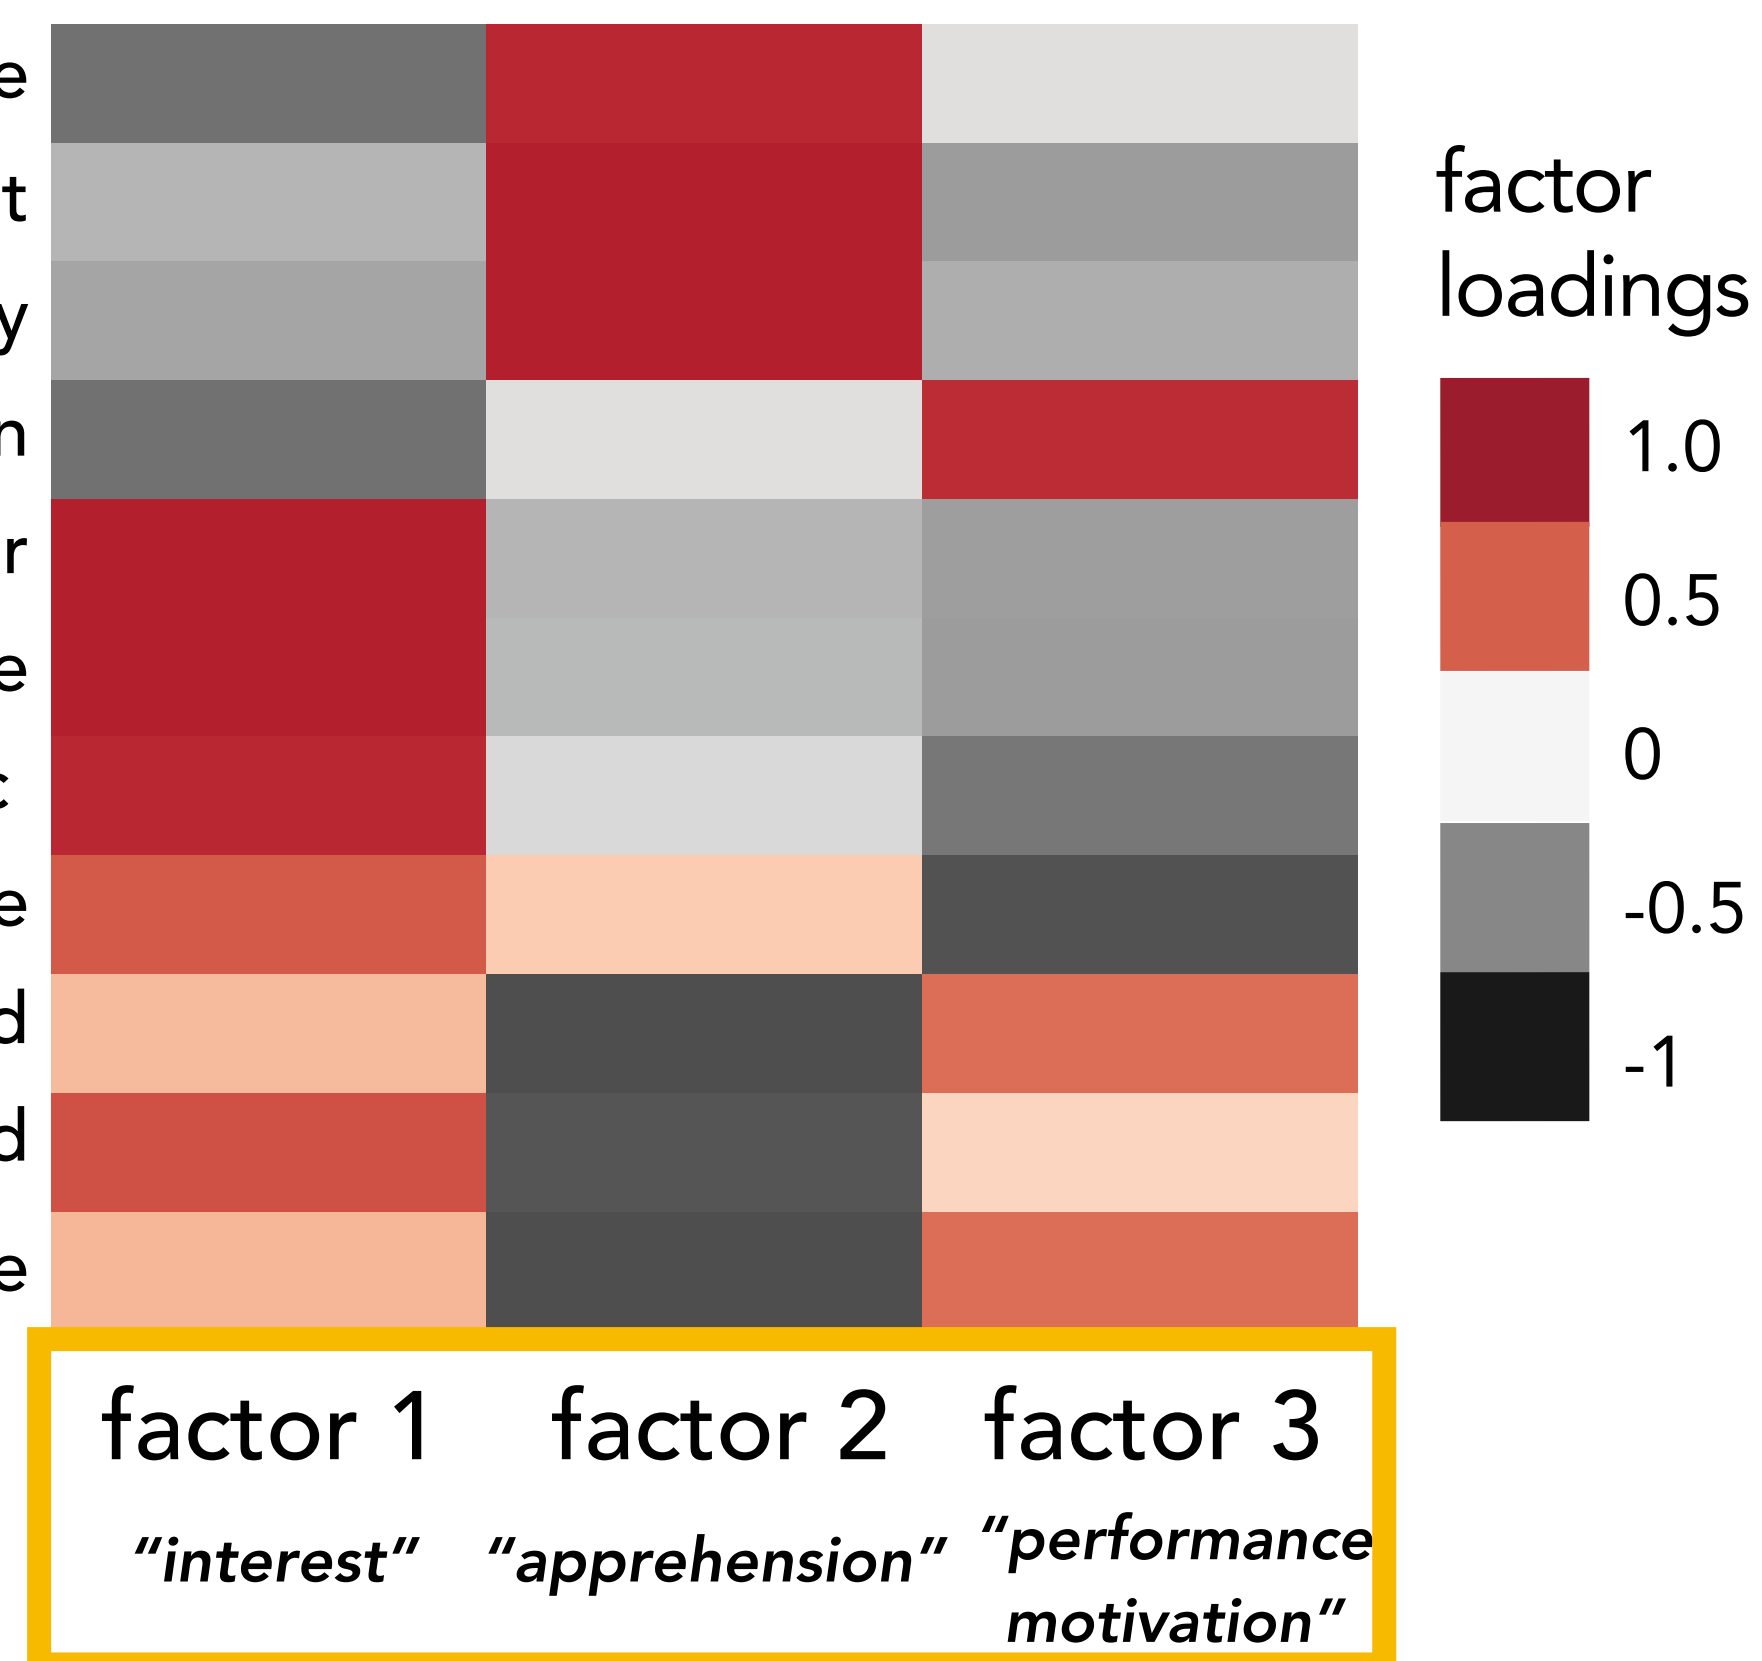 e
t
y
n
r
e
c
e
d
d
e
factor
loadings
1.0
0.5
0
-0.5
-1
factor 1 factor 2 factor 3
"interest" "apprehension" "performance
motivation"